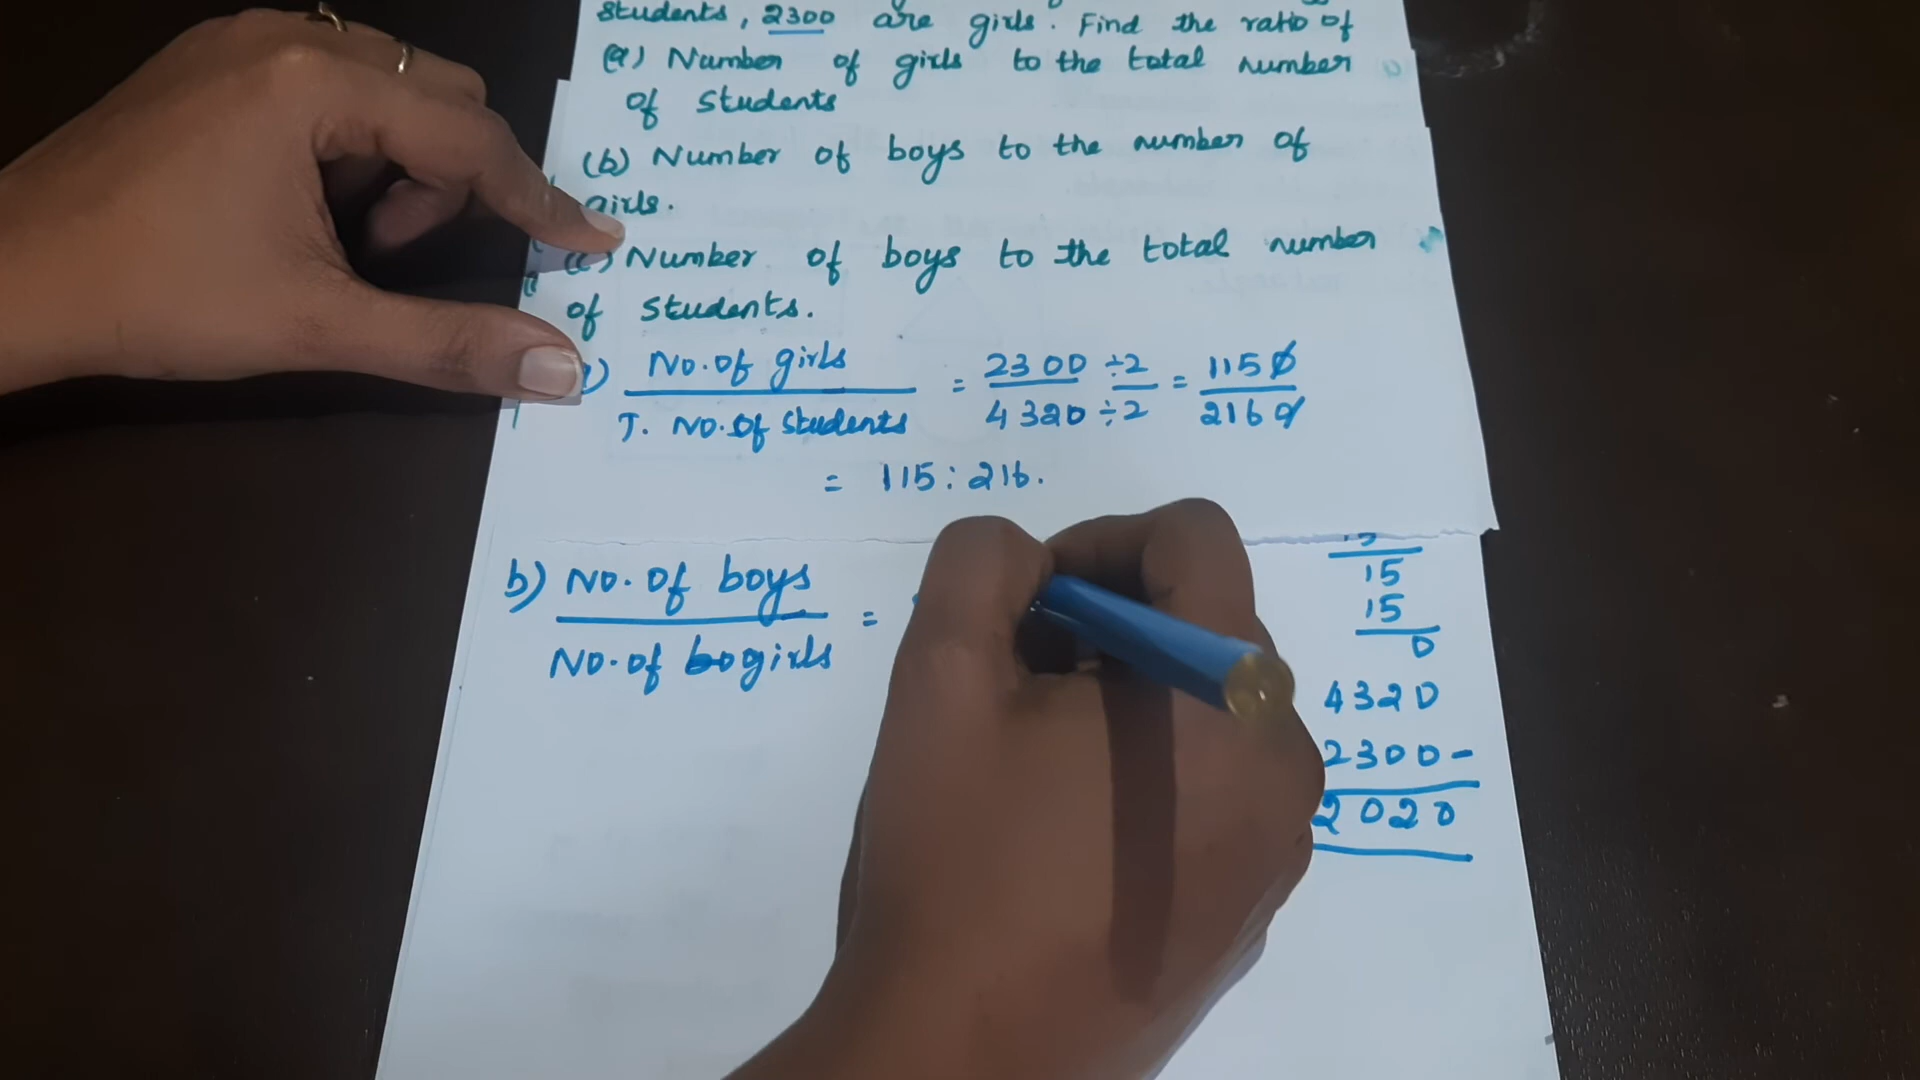 students, 2300 are girls. Find the ratio of
(a) Number of girls to the total number
of students
(b) Number of boys to the number of
girls.
(c) Number of boys to the total number
of students.
No. of girls / T. No. of students = 2300 ÷2 / 4320 ÷2 = 1150 / 2160
= 115 : 216.
b) No. of boys / No. of bogirls =
15
15
0
4320
2300 -
2020